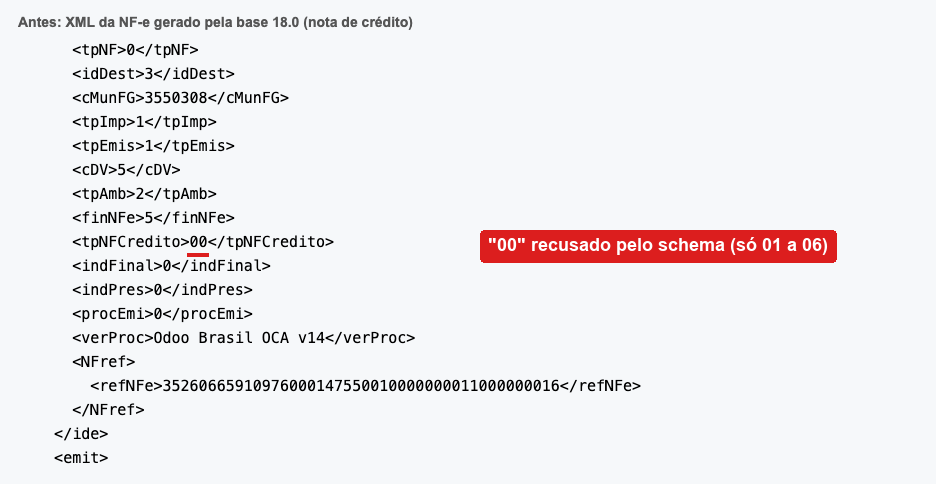 Antes: XML da NF-e gerado pela base 18.0 (nota de crédito)
<tpNF>0</tpNF>
<idDest>3</idDest>
<cMunFG>3550308</cMunFG>
<tpImp>1</tpImp>
<tpEmis>1</tpEmis>
<cDV>5</cDV>
<tpAmb>2</tpAmb>
<finNFe>5</finNFe>
<tpNFCredito>00</tpNFCredito>
"00" recusado pelo schema (só 01 a 06)
<indFinal>0</indFinal>
<indPres>0</indPres>
<procEmi>0</procEmi>
<verProc>Odoo Brasil OCA v14</verProc>
<NFref>
<refNFe>35260665910976000147550010000000011000000016</refNFe>
</NFref>
</ide>
<emit>